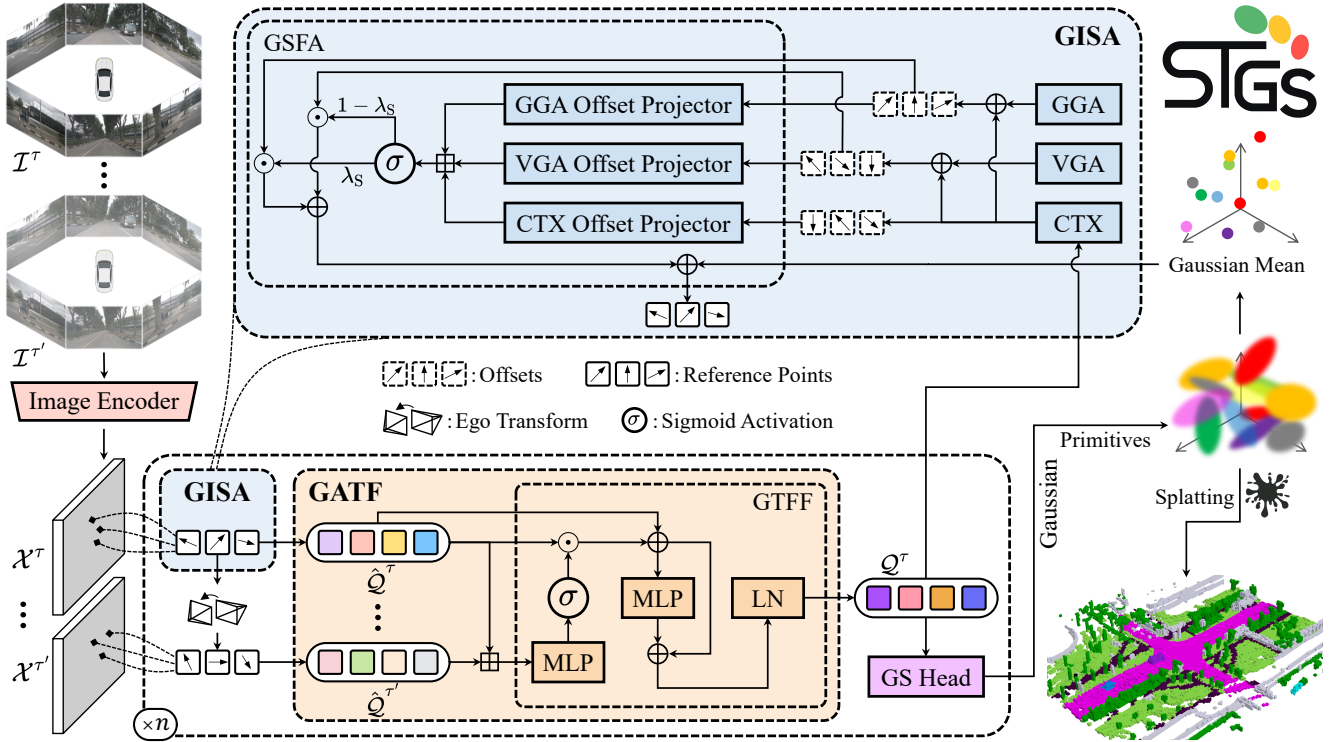 GSFA
GISA
STGS
GGA Offset Projector
GGA
1 − λ_S
VGA Offset Projector
VGA
σ
λ_S
CTX Offset Projector
CTX
Gaussian Mean
ℐ^τ
ℐ^τ′
Image Encoder
: Offsets
: Reference Points
: Ego Transform
σ
: Sigmoid Activation
Gaussian
Primitives
Splatting
GISA
GATF
GTFF
𝒳^τ
𝒬̂^τ
σ
MLP
LN
𝒬^τ
MLP
𝒳^τ′
𝒬̂^τ′
GS Head
×n